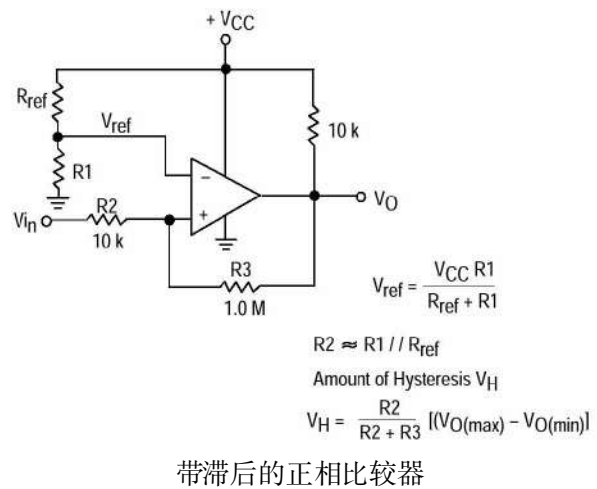 + VCC
Rref
Vref
10 k
R1
−
Vin
R2
+
VO
10 k
R3
1.0 M
Vref = VCC R1 / Rref + R1
R2 ≈ R1 // Rref
Amount of Hysteresis VH
VH = R2 / R2 + R3 [(VO(max) – VO(min)]
带滞后的正相比较器